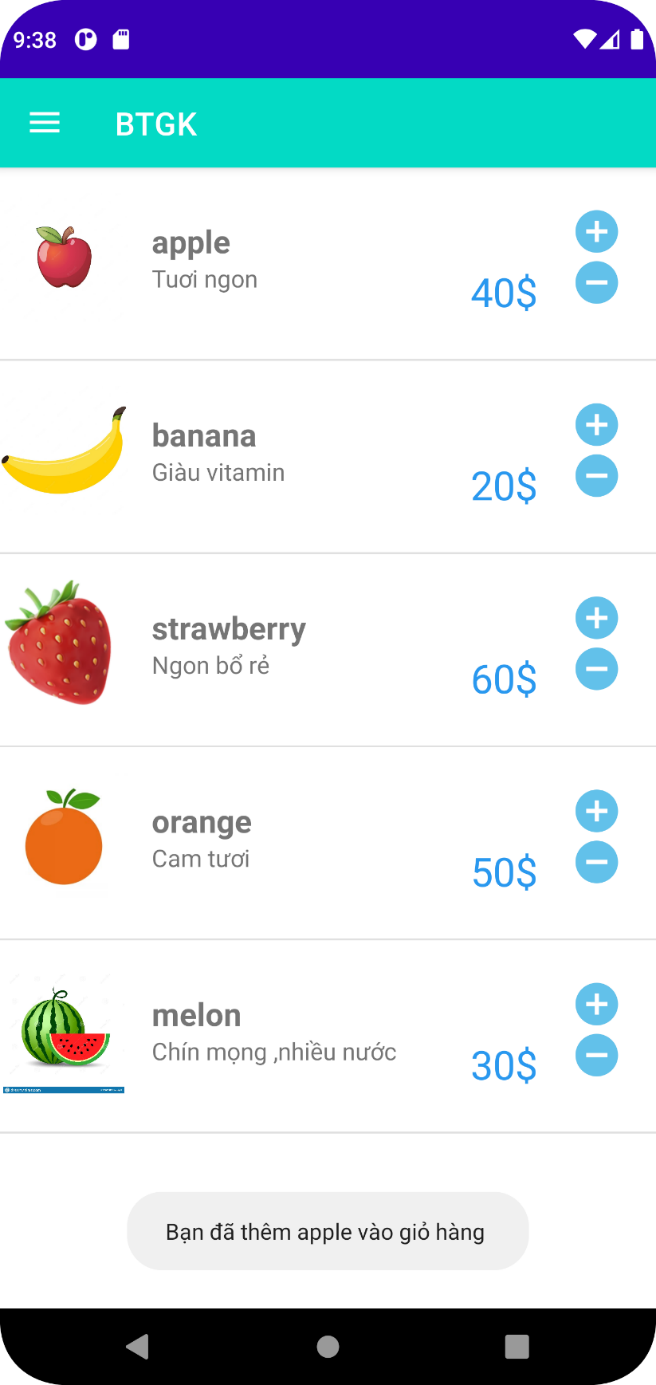 9:38
BTGK
apple
Tươi ngon
40$
banana
Giàu vitamin
20$
strawberry
Ngon bổ rẻ
60$
orange
Cam tươi
50$
melon
Chín mọng ,nhiều nước
30$
Bạn đã thêm apple vào giỏ hàng